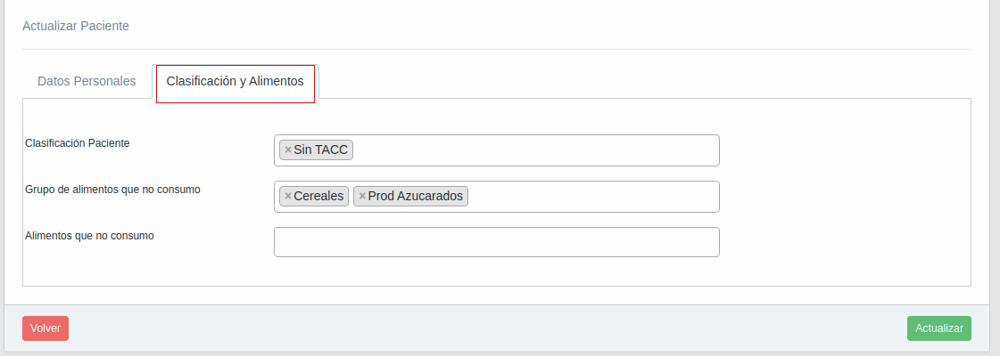 Actualizar Paciente
Datos Personales Clasificación y Alimentos
Clasificación Paciente ×Sin TACC
Grupo de alimentos que no consumo ×Cereales ×Prod Azucarados
Alimentos que no consumo
Volver Actualizar